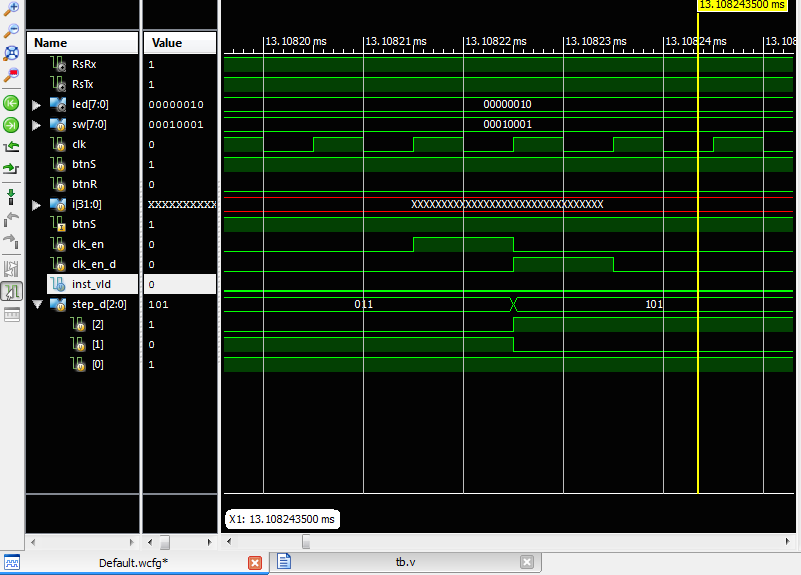 13.108243500 ms
Name Value 13.10820 ms 13.10821 ms 13.10822 ms 13.10823 ms 13.10824 ms 13.108
RsRx 1
RsTx 1
led[7:0] 00000010 00000010
sw[7:0] 00010001 00010001
clk 0
btnS 1
btnR 0
i[31:0] XXXXXXXXXX XXXXXXXXXXXXXXXXXXXXXXXXXXXXXXXX
btnS 1
clk_en 0
clk_en_d 0
inst_vld 0
step_d[2:0] 101 011 101
[2] 1
[1] 0
[0] 1
X1: 13.108243500 ms
Default.wcfg* tb.v